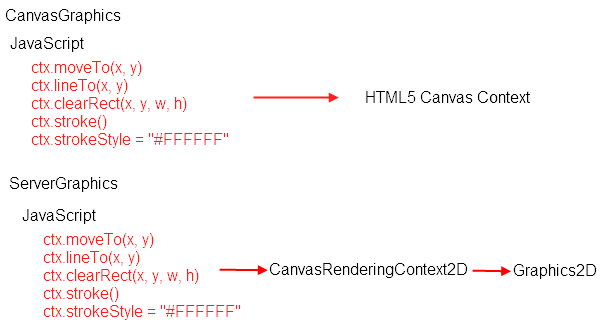 CanvasGraphics
JavaScript
ctx.moveTo(x, y)
ctx.lineTo(x, y)
ctx.clearRect(x, y, w, h)
ctx.stroke()
ctx.strokeStyle = "#FFFFFF"
HTML5 Canvas Context
ServerGraphics
JavaScript
ctx.moveTo(x, y)
ctx.lineTo(x, y)
ctx.clearRect(x, y, w, h)
ctx.stroke()
ctx.strokeStyle = "#FFFFFF"
CanvasRenderingContext2D
Graphics2D